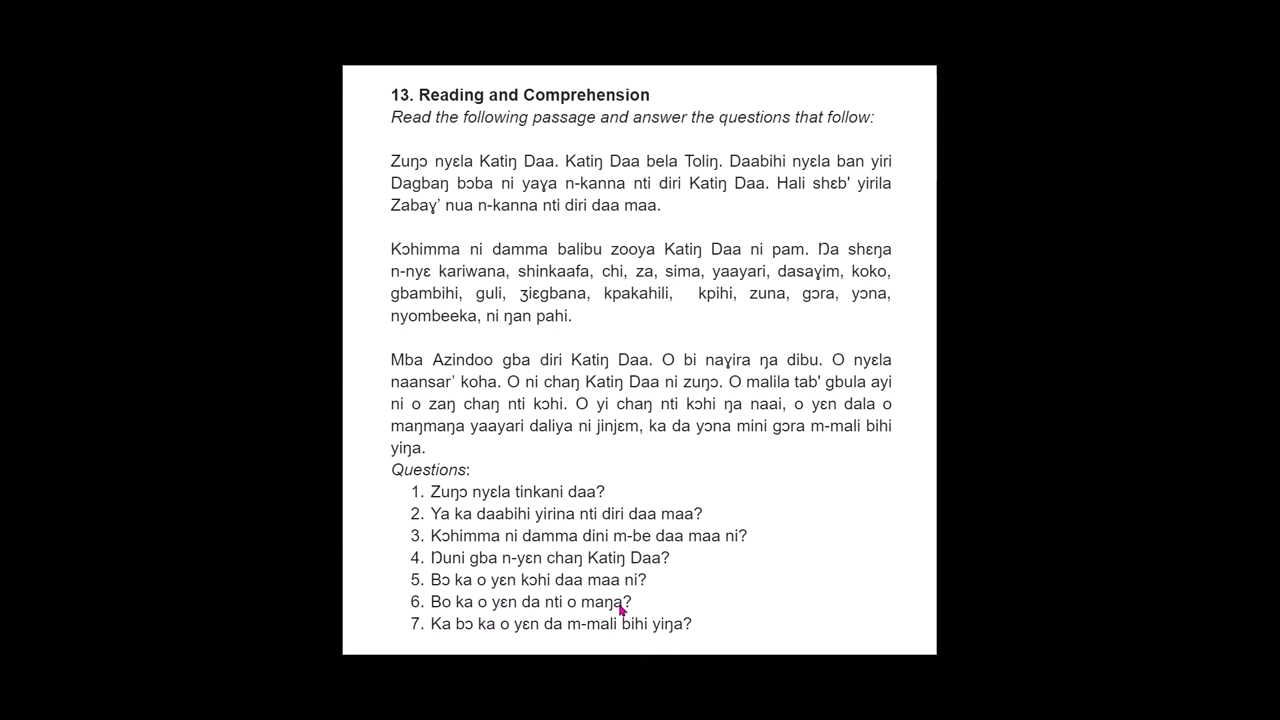 13. Reading and Comprehension
Read the following passage and answer the questions that follow:
Zuŋɔ nyɛla Katiŋ Daa. Katiŋ Daa bela Toliŋ. Daabihi nyɛla ban yiri
Dagbaŋ bɔba ni yaɣa n-kanna nti diri Katiŋ Daa. Hali shɛb' yirila
Zabaɣ’ nua n-kanna nti diri daa maa.
Kɔhimma ni damma balibu zooya Katiŋ Daa ni pam. Ŋa shɛŋa
n-nyɛ kariwana, shinkaafa, chi, za, sima, yaayari, dasaɣim, koko,
gbambihi, guli, ʒiɛgbana, kpakahili, kpihi, zuna, gɔra, yɔna,
nyombeeka, ni ŋan pahi.
Mba Azindoo gba diri Katiŋ Daa. O bi naɣira ŋa dibu. O nyɛla
naansar’ koha. O ni chaŋ Katiŋ Daa ni zuŋɔ. O malila tab' gbula ayi
ni o zaŋ chaŋ nti kɔhi. O yi chaŋ nti kɔhi ŋa naai, o yɛn dala o
maŋmaŋa yaayari daliya ni jinjɛm, ka da yɔna mini gɔra m-mali bihi
yiŋa.
Questions:
1. Zuŋɔ nyɛla tinkani daa?
2. Ya ka daabihi yirina nti diri daa maa?
3. Kɔhimma ni damma dini m-be daa maa ni?
4. Ŋuni gba n-yɛn chaŋ Katiŋ Daa?
5. Bɔ ka o yɛn kɔhi daa maa ni?
6. Bo ka o yɛn da nti o maŋa?
7. Ka bɔ ka o yɛn da m-mali bihi yiŋa?